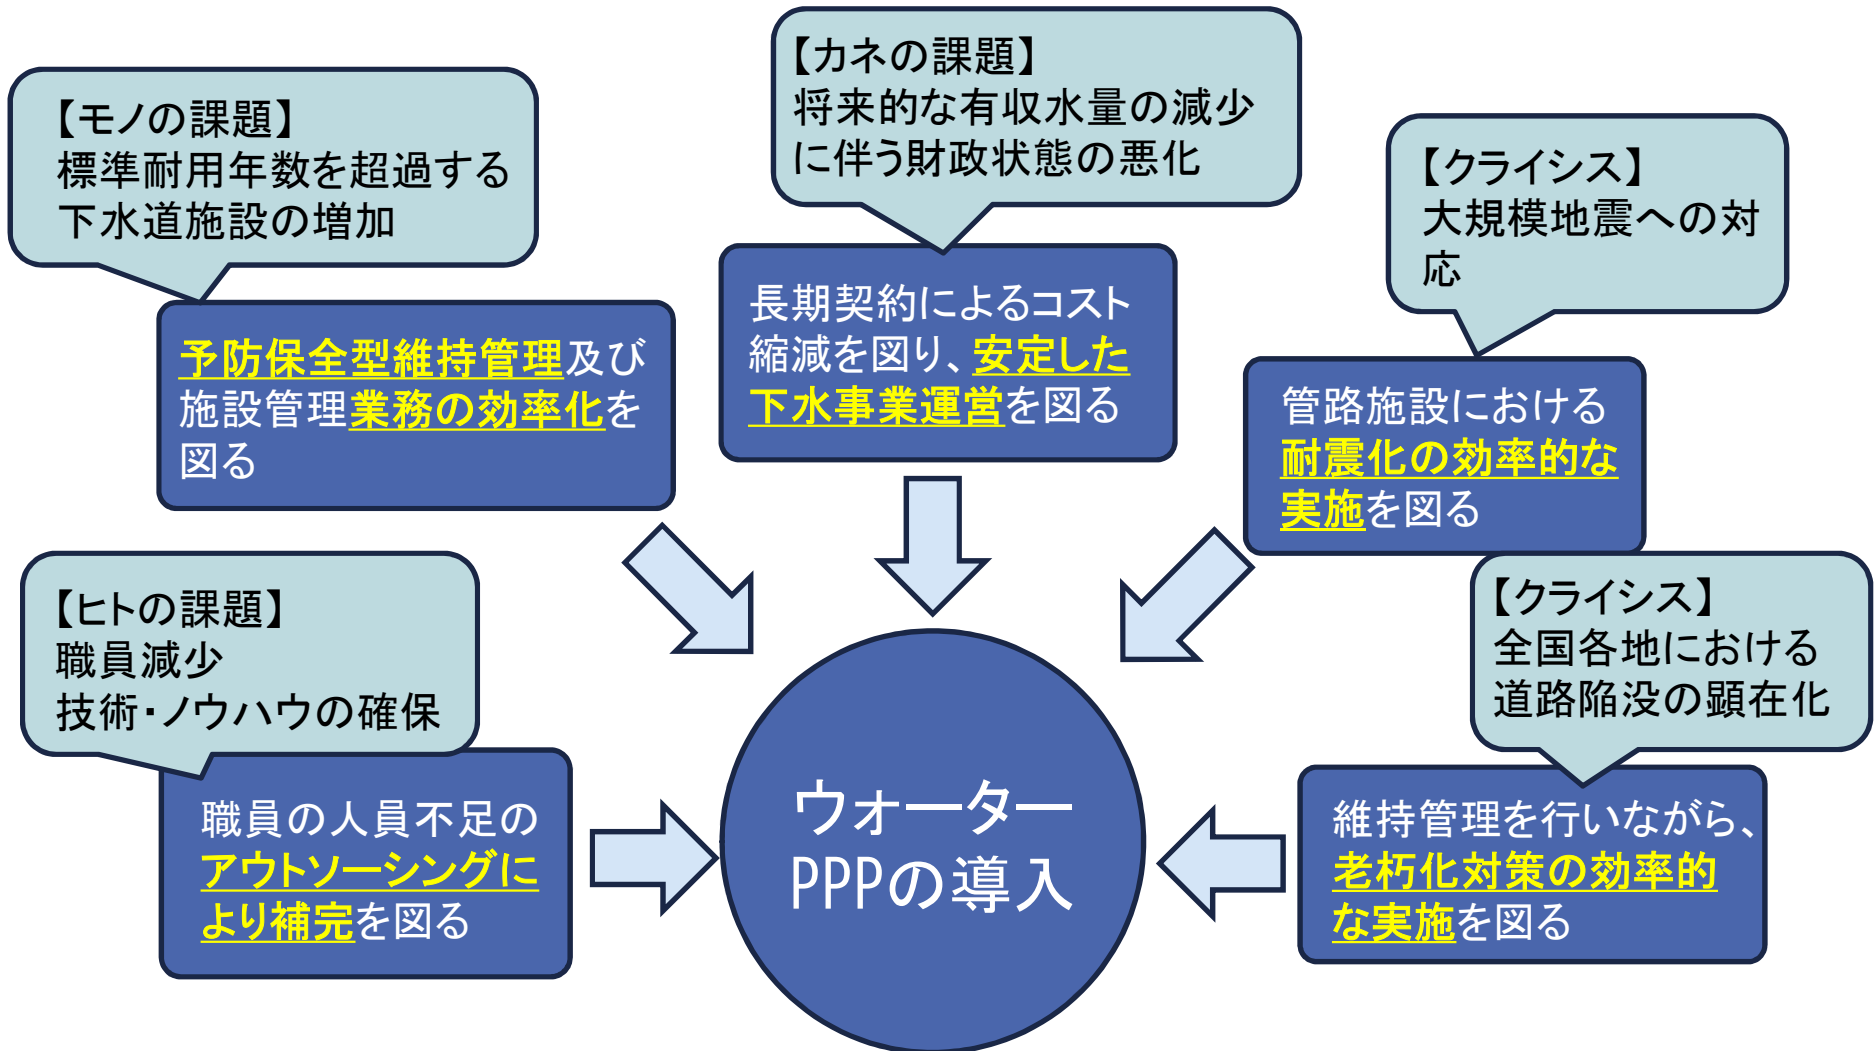 【モノの課題】
標準耐用年数を超過する
下水道施設の増加
予防保全型維持管理及び
施設管理業務の効率化を
図る
【カネの課題】
将来的な有収水量の減少
に伴う財政状態の悪化
長期契約によるコスト
縮減を図り、安定した
下水事業運営を図る
【クライシス】
大規模地震への対
応
管路施設における
耐震化の効率的な
実施を図る
【ヒトの課題】
職員減少
技術・ノウハウの確保
職員の人員不足の
アウトソーシングに
より補完を図る
【クライシス】
全国各地における
道路陥没の顕在化
維持管理を行いながら、
老朽化対策の効率的
な実施を図る
ウォーター
PPPの導入